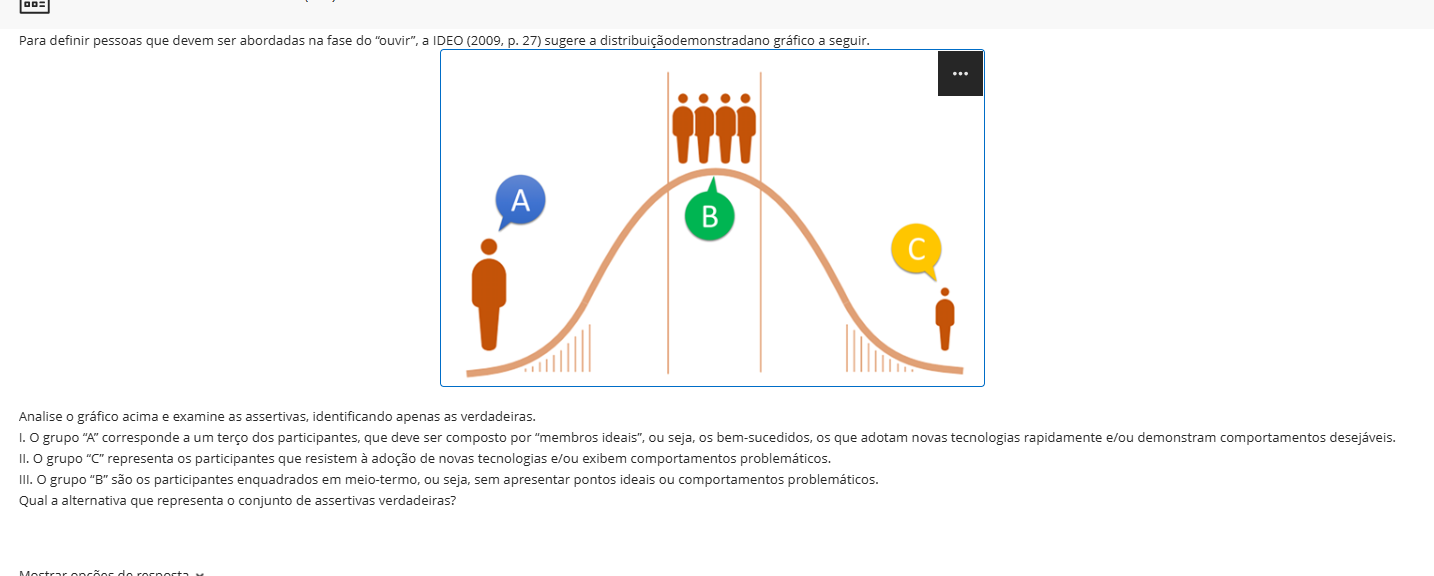 Para definir pessoas que devem ser abordadas na fase do “ouvir”, a IDEO (2009, p. 27) sugere a distribuiçãodemonstradano gráfico a seguir.
A
B
C
Analise o gráfico acima e examine as assertivas, identificando apenas as verdadeiras.
I. O grupo “A” corresponde a um terço dos participantes, que deve ser composto por “membros ideais”, ou seja, os bem-sucedidos, os que adotam novas tecnologias rapidamente e/ou demonstram comportamentos desejáveis.
II. O grupo “C” representa os participantes que resistem à adoção de novas tecnologias e/ou exibem comportamentos problemáticos.
III. O grupo “B” são os participantes enquadrados em meio-termo, ou seja, sem apresentar pontos ideais ou comportamentos problemáticos.
Qual a alternativa que representa o conjunto de assertivas verdadeiras?
Mostrar opções de resposta